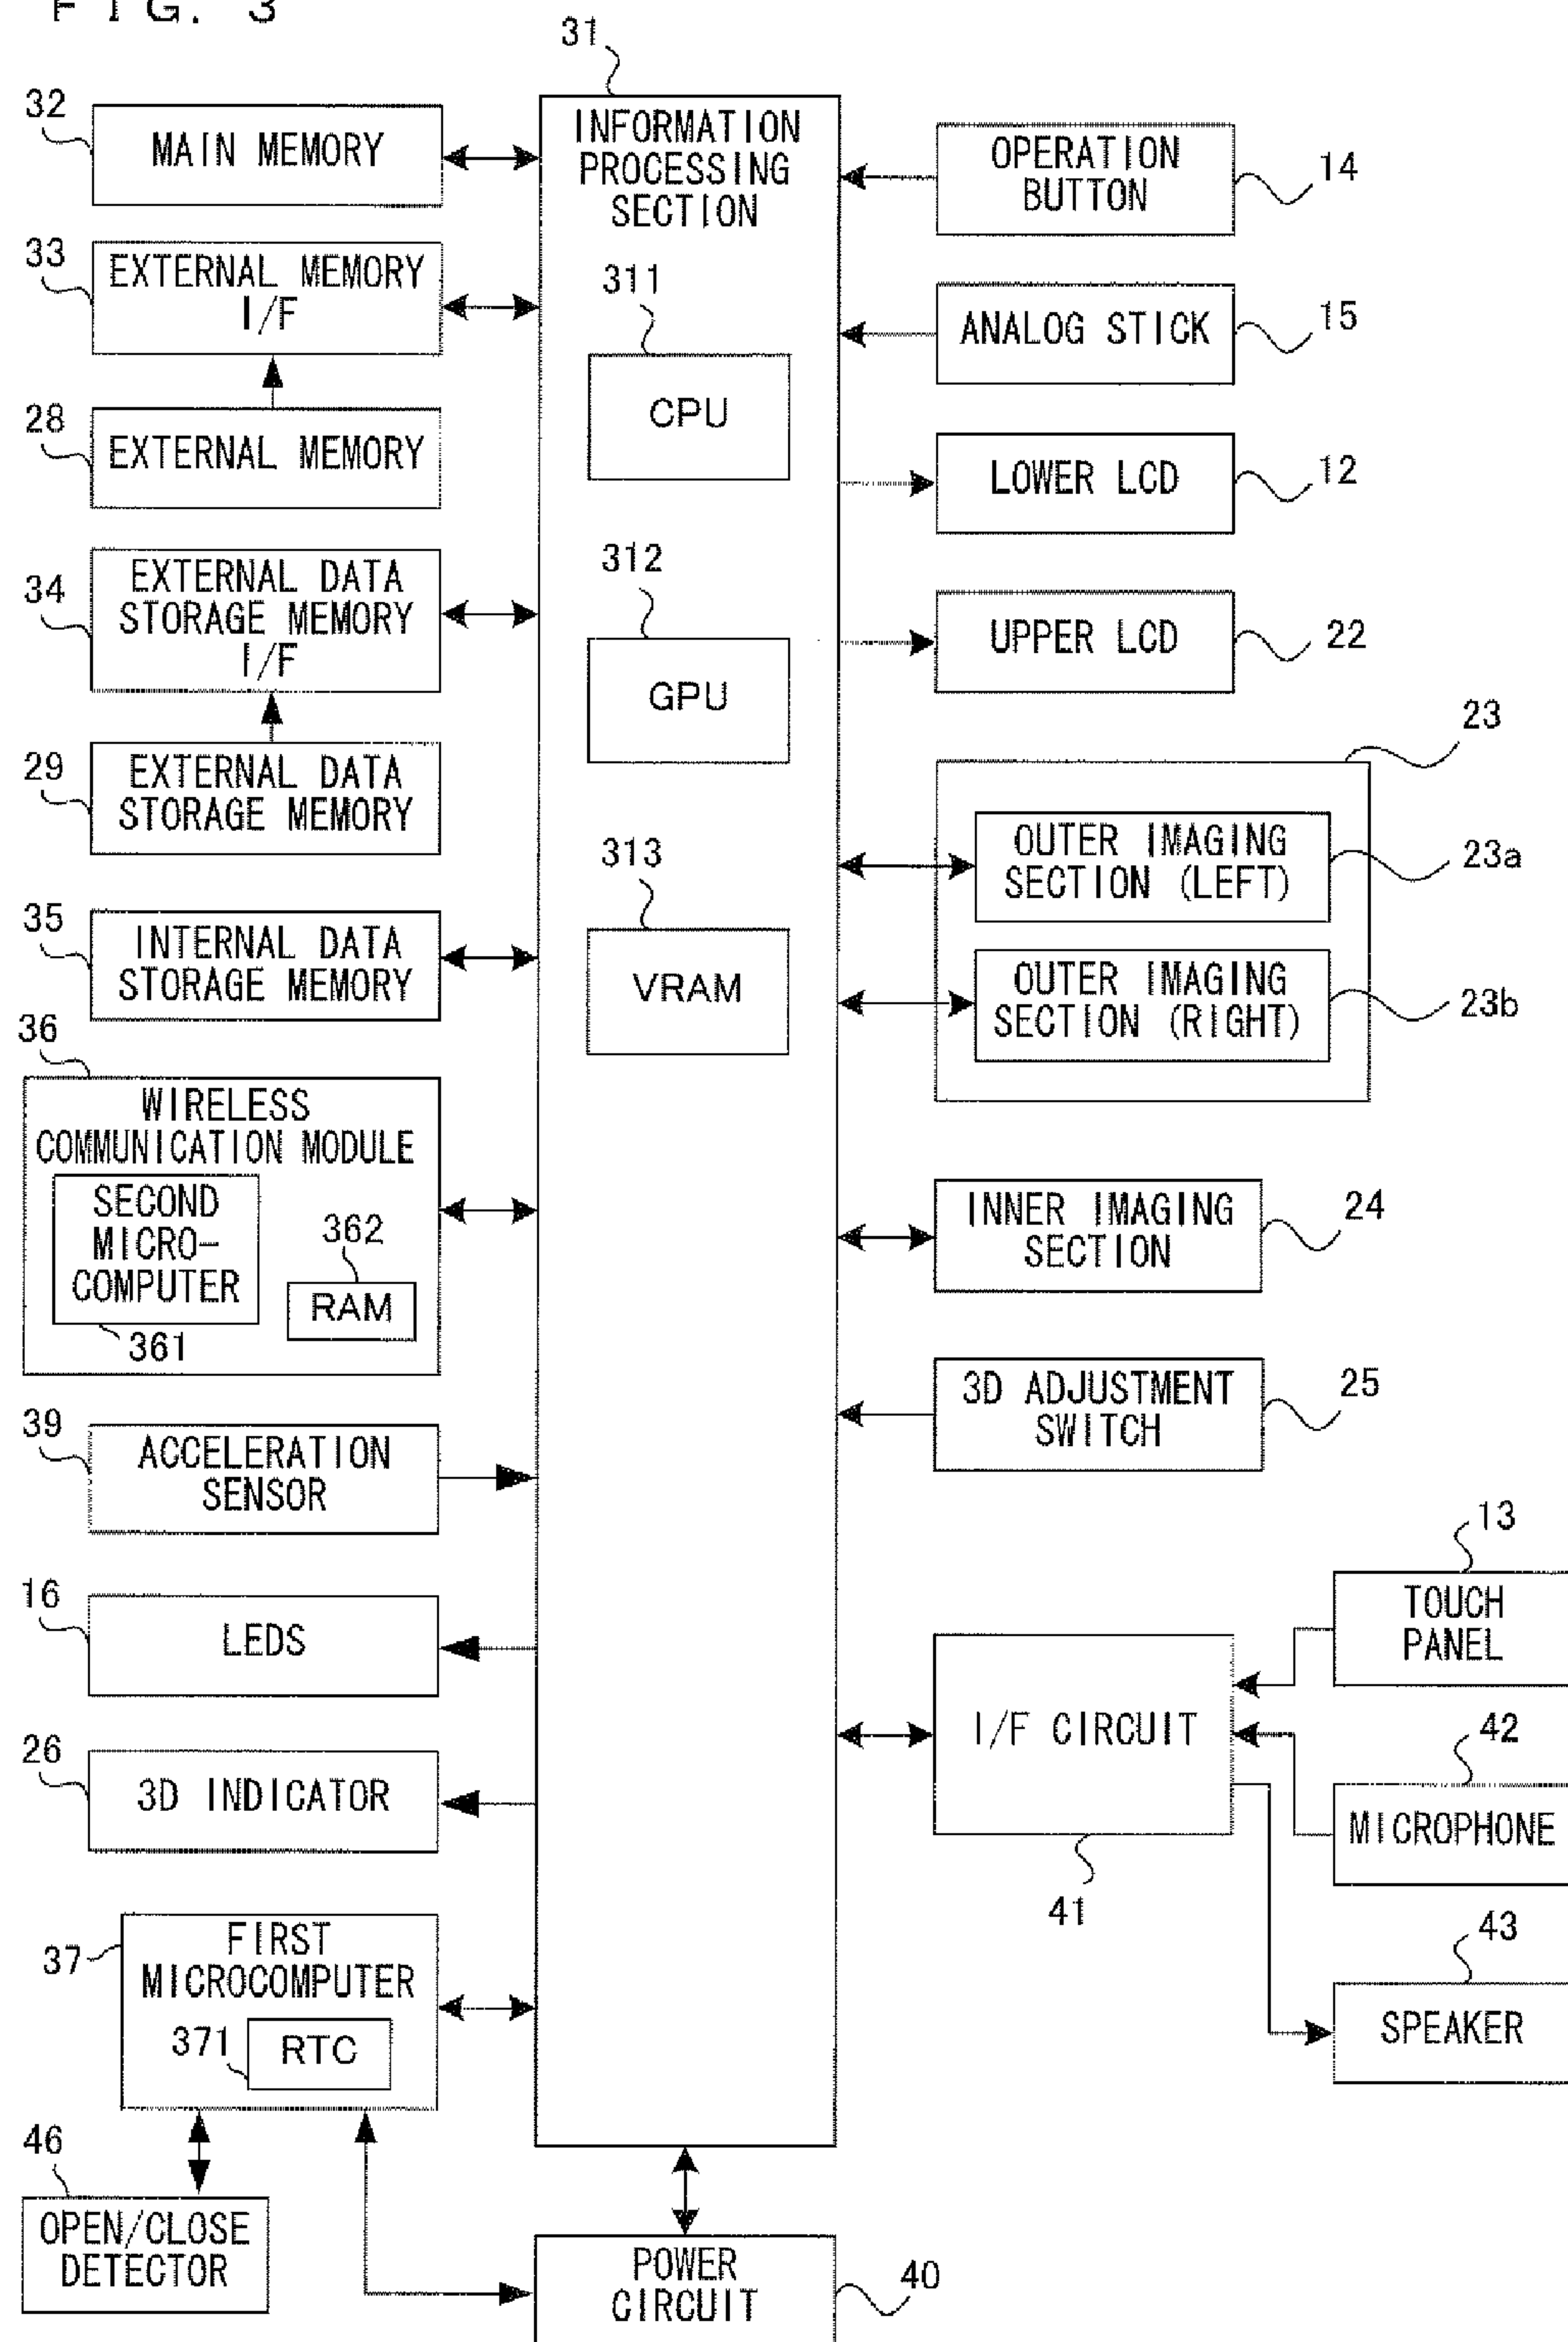 FIG. 3
31
INFORMATION
PROCESSING
SECTION
311
CPU
312
GPU
313
VRAM
32
MAIN MEMORY
33
EXTERNAL MEMORY
I/F
28
EXTERNAL MEMORY
34
EXTERNAL DATA
STORAGE MEMORY
I/F
29
EXTERNAL DATA
STORAGE MEMORY
35
INTERNAL DATA
STORAGE MEMORY
36
WIRELESS
COMMUNICATION MODULE
SECOND
MICRO-
COMPUTER
361
362
RAM
39
ACCELERATION
SENSOR
16
LEDS
26
3D INDICATOR
37
FIRST
MICROCOMPUTER
371
RTC
46
OPEN/CLOSE
DETECTOR
POWER
CIRCUIT
40
OPERATION
BUTTON
14
ANALOG STICK
15
LOWER LCD
12
UPPER LCD
22
23
OUTER IMAGING
SECTION (LEFT)
23a
OUTER IMAGING
SECTION (RIGHT)
23b
INNER IMAGING
SECTION
24
3D ADJUSTMENT
SWITCH
25
I/F CIRCUIT
41
13
TOUCH
PANEL
42
MICROPHONE
43
SPEAKER